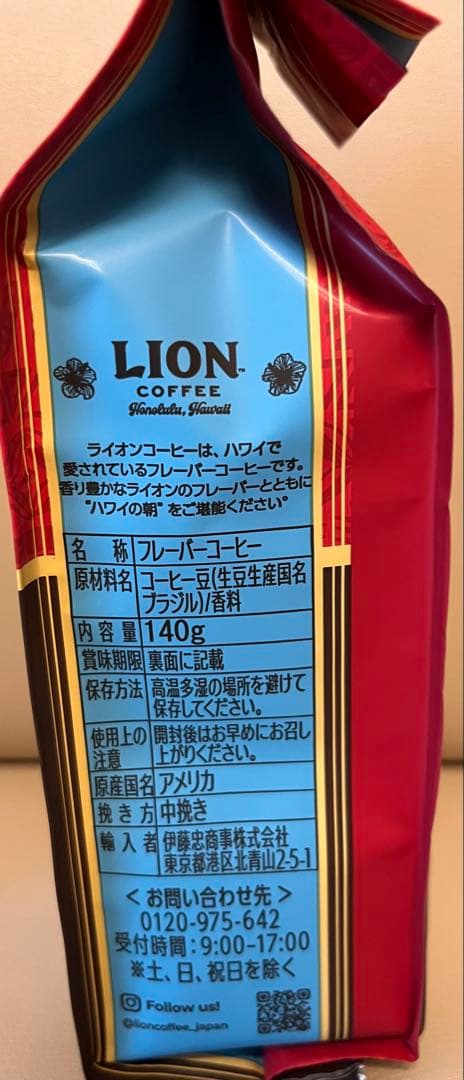 LION™
COFFEE
Honolulu, Hawaii
ライオンコーヒーは、ハワイで
愛されているフレーバーコーヒーです。
香り豊かなライオンのフレーバーとともに
"ハワイの朝"をご堪能ください。
名 称 フレーバーコーヒー
原材料名 コーヒー豆(生豆生産国名
ブラジル)/香料
内容量 140g
賞味期限 裏面に記載
保存方法 高温多湿の場所を避けて
保存してください。
使用上の 開封後はお早めにお召し
注意 上がりください。
原産国名 アメリカ
挽き方 中挽き
輸入者 伊藤忠商事株式会社
東京都港区北青山2-5-1
＜お問い合わせ先＞
0120-975-642
受付時間：9:00-17:00
※土、日、祝日を除く
Follow us!
@lioncoffee_japan